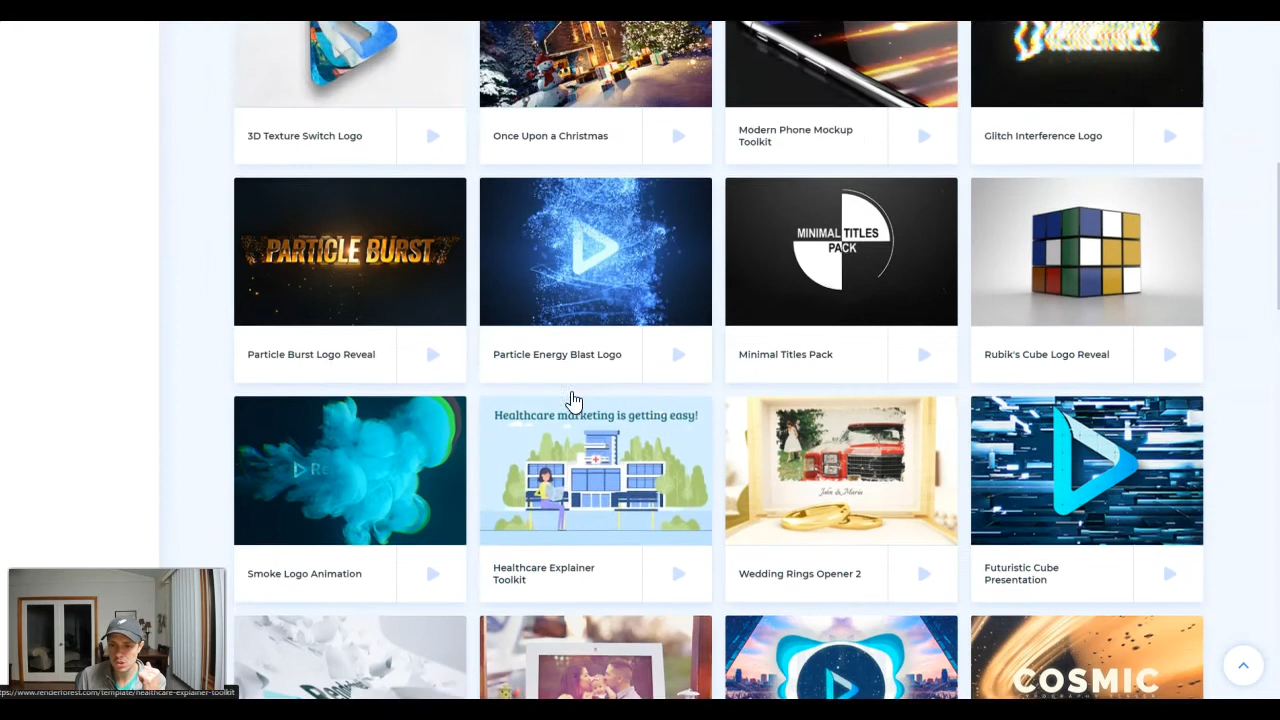 3D Texture Switch Logo
Once Upon a Christmas
Modern Phone Mockup
Toolkit
Glitch Interference Logo
PARTICLE BURST
MINIMAL TITLES
PACK
Particle Burst Logo Reveal
Particle Energy Blast Logo
Minimal Titles Pack
Rubik's Cube Logo Reveal
Healthcare marketing is getting easy!
John & Maria
Smoke Logo Animation
Healthcare Explainer
Toolkit
Wedding Rings Opener 2
Futuristic Cube
Presentation
COSMIC
ps://www.renderforest.com/template/healthcare-explainer-toolkit